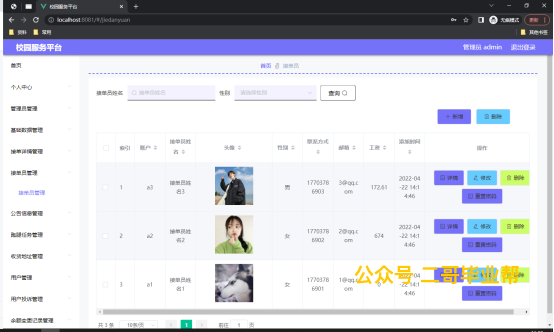 校园服务平台
localhost:8081/#/jiedanyuan
无痕模式
更新
资料
常用
其他书签
校园服务平台
管理员 admin
退出登录
首页
首页 接单员
个人中心
管理员管理
基础数据管理
接单详情管理
接单员管理
接单员管理
公告信息管理
跑腿任务管理
收货地址管理
用户管理
用户投诉管理
余额变更记录管理
接单员姓名 接单员姓名 性别 请选择性别 查询
新增 删除
索引 账户 接单员姓名 头像 性别 联系方式 邮箱 工资 添加时间 操作
1 a3 接单员姓名3 男 17703786903 3@qq.com 172.61 2022-04-22 14:14:46 详情 修改 删除 重置密码
2 a2 接单员姓名2 女 17703786902 2@qq.com 674 2022-04-22 14:14:46 详情 修改 删除 重置密码
3 a1 接单员姓名1 女 17703786901 1@qq.com 2022-04-22 14:14:46 详情 修改 删除 重置密码
公众号 二哥毕业帮
共 3 条 10条/页 1 前往 1 页